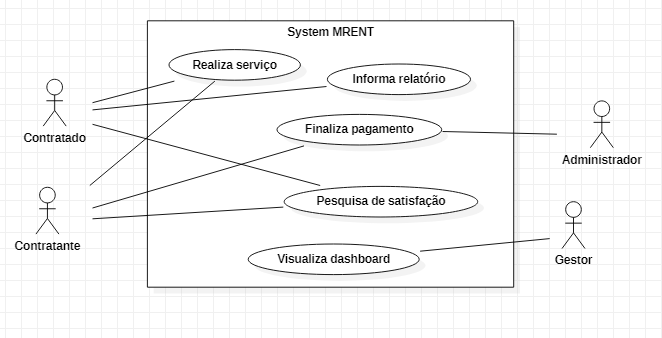 System MRENT
Realiza serviço
Informa relatório
Contratado
Finaliza pagamento
Administrador
Pesquisa de satisfação
Contratante
Visualiza dashboard
Gestor